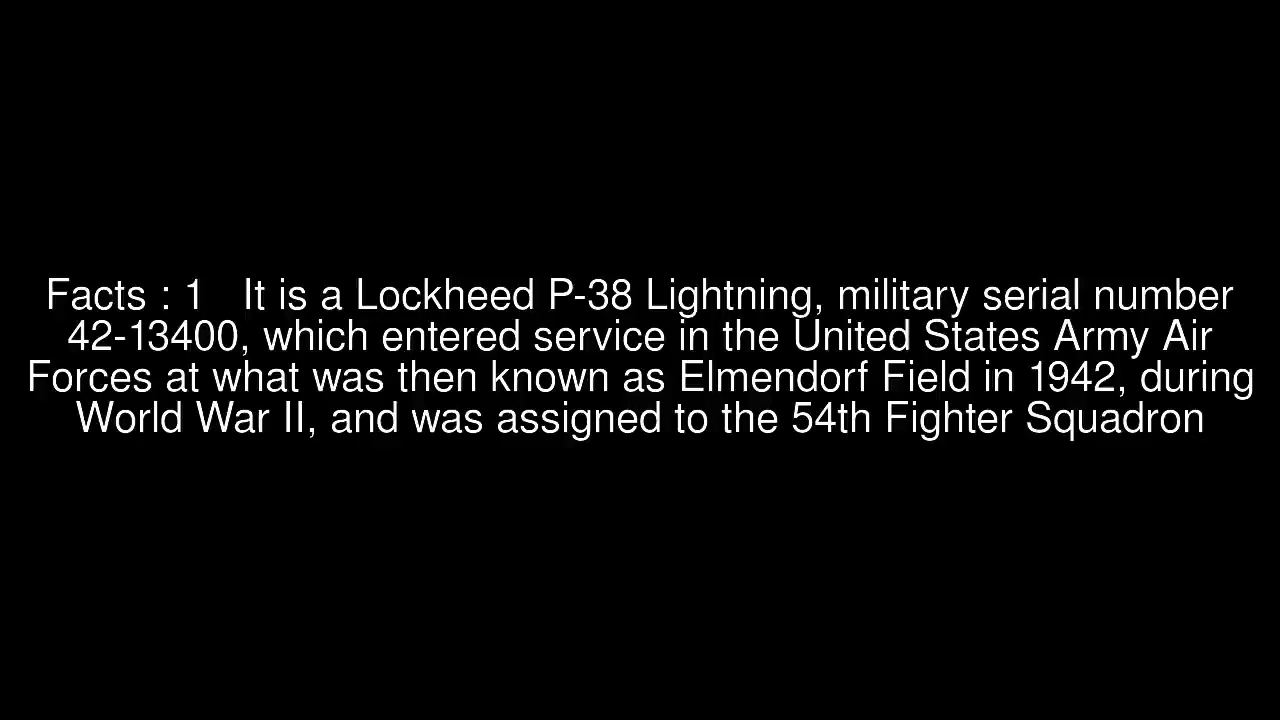 Facts : 1   It is a Lockheed P-38 Lightning, military serial number
42-13400, which entered service in the United States Army Air
Forces at what was then known as Elmendorf Field in 1942, during
World War II, and was assigned to the 54th Fighter Squadron